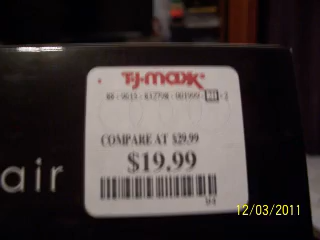 T·J·maxx
COMPARE AT $29.99
$19.99
air
12/03/2011